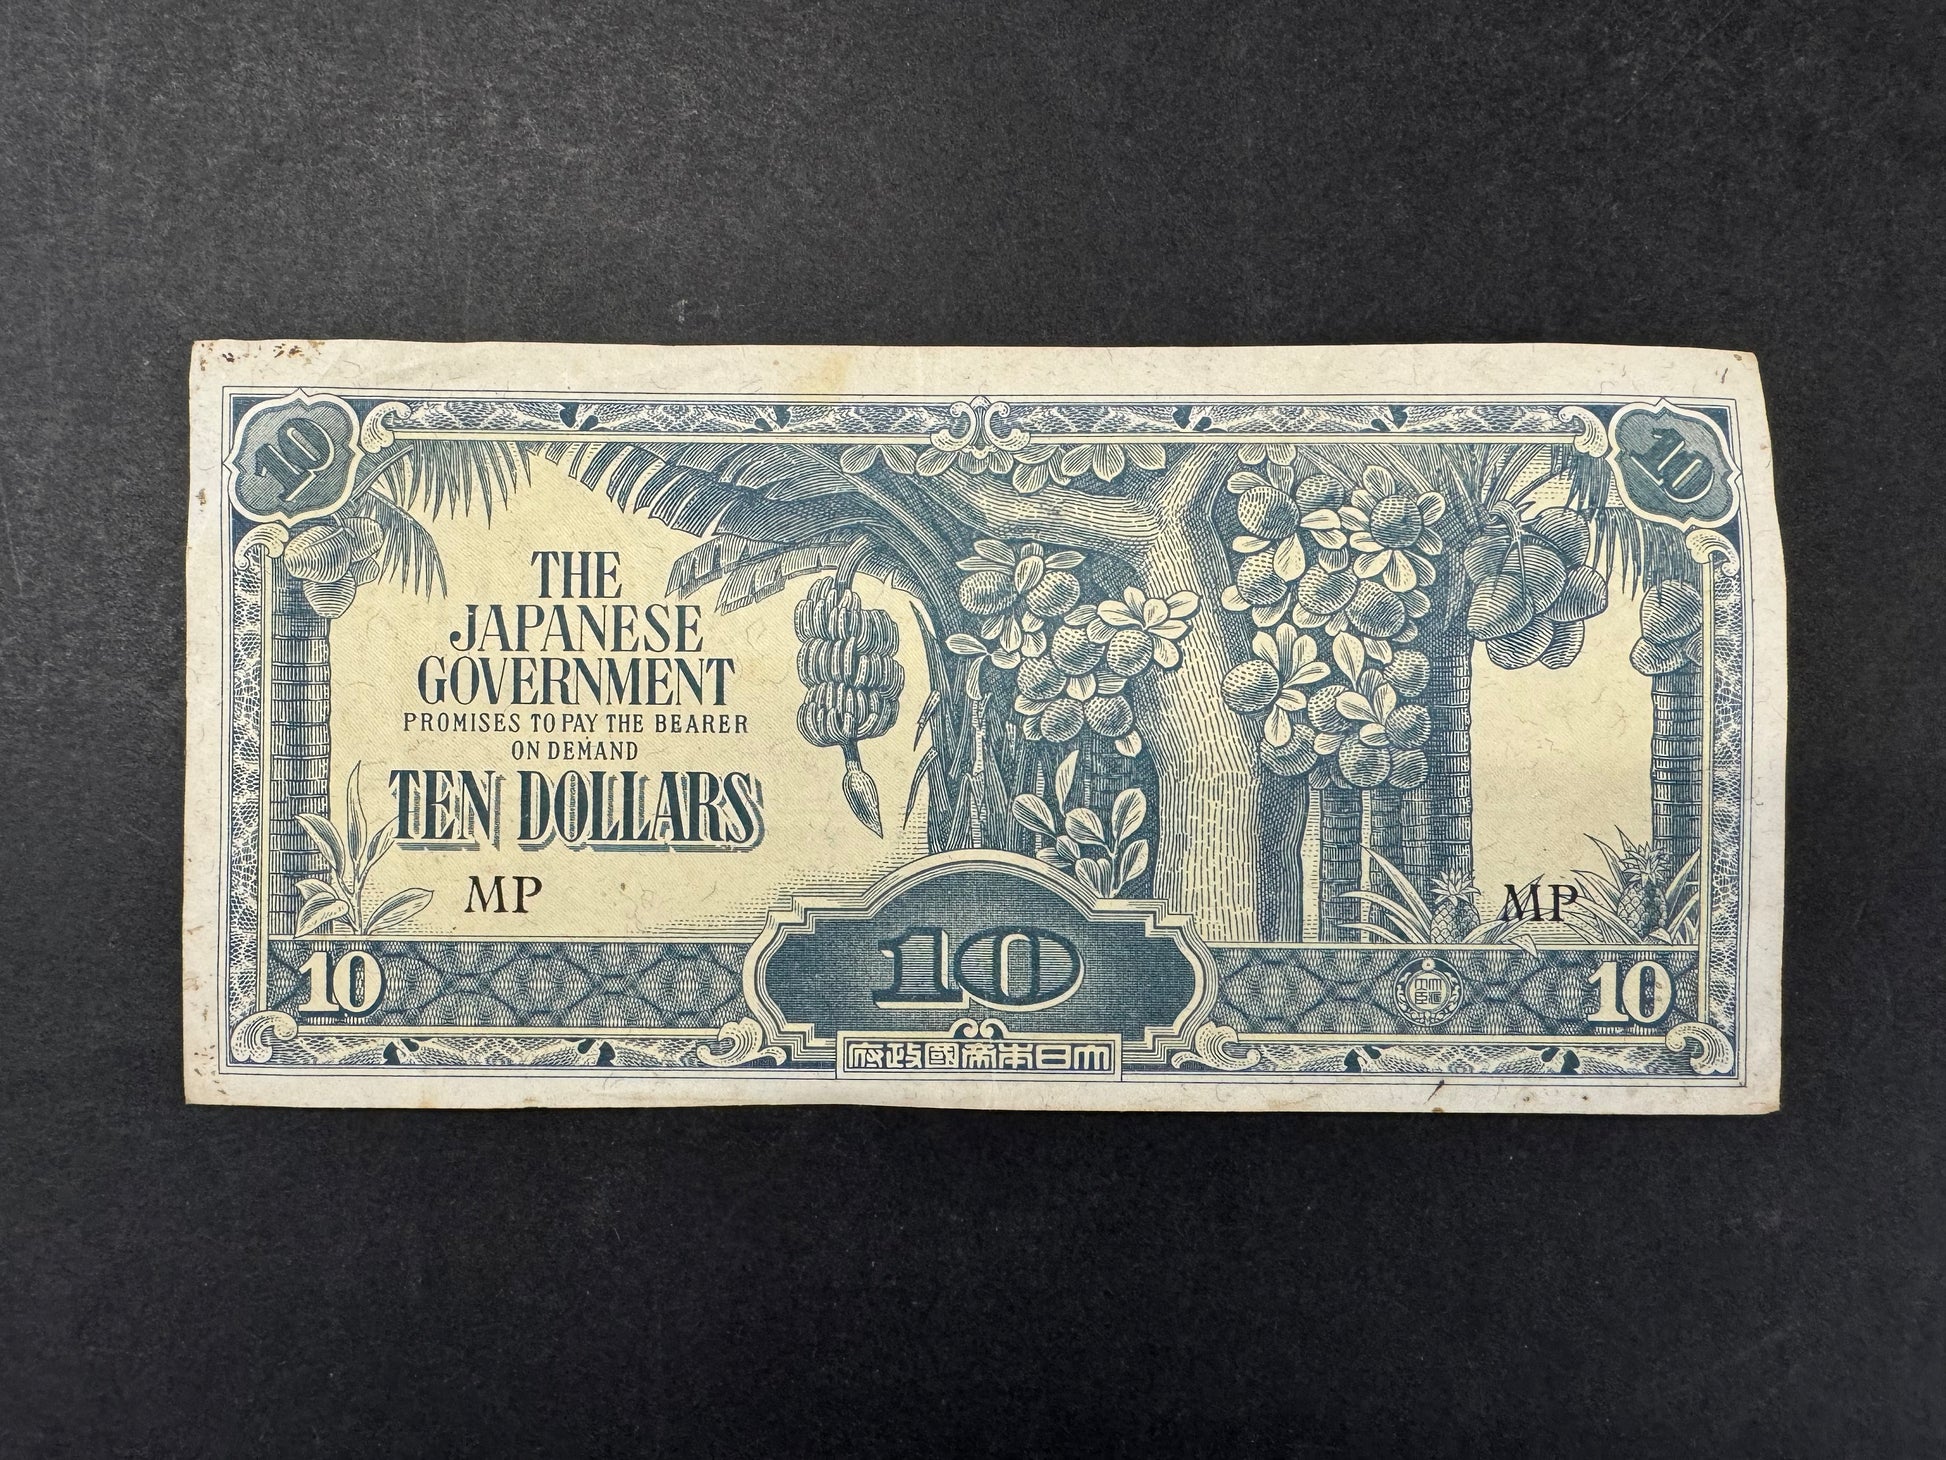 10
10
THE
JAPANESE
GOVERNMENT
PROMISES TO PAY THE BEARER
ON DEMAND
TEN DOLLARS
MP
MP
10
10
10
府政國帝本日大